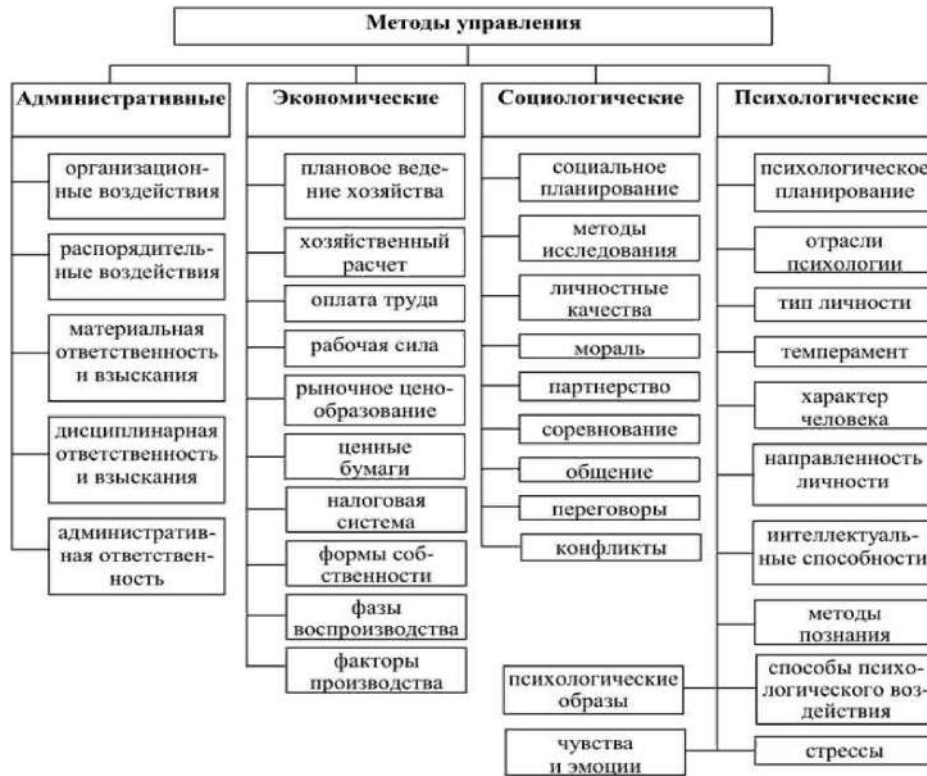 Методы управления
Административные
организацион-
ные воздействия
распорядитель-
ные воздействия
материальная
ответственность
и взыскания
дисциплинарная
ответственность
и взыскания
административ-
ная ответствен-
ность
Экономические
плановое веде-
ние хозяйства
хозяйственный
расчет
оплата труда
рабочая сила
рыночное цено-
образование
ценные
бумаги
налоговая
система
формы соб-
ственности
фазы
воспроизводства
факторы
производства
Социологические
социальное
планирование
методы
исследования
личностные
качества
мораль
партнерство
соревнование
общение
переговоры
конфликты
Психологические
психологическое
планирование
отрасли
психологии
тип личности
темперамент
характер
человека
направленность
личности
интеллектуаль-
ные способности
методы
познания
психологические
образы
способы психо-
логического воз-
действия
чувства
и эмоции
стрессы